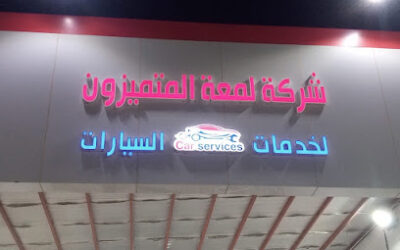 شركة لمعة المتميزون
لخدمات Car services السيارات